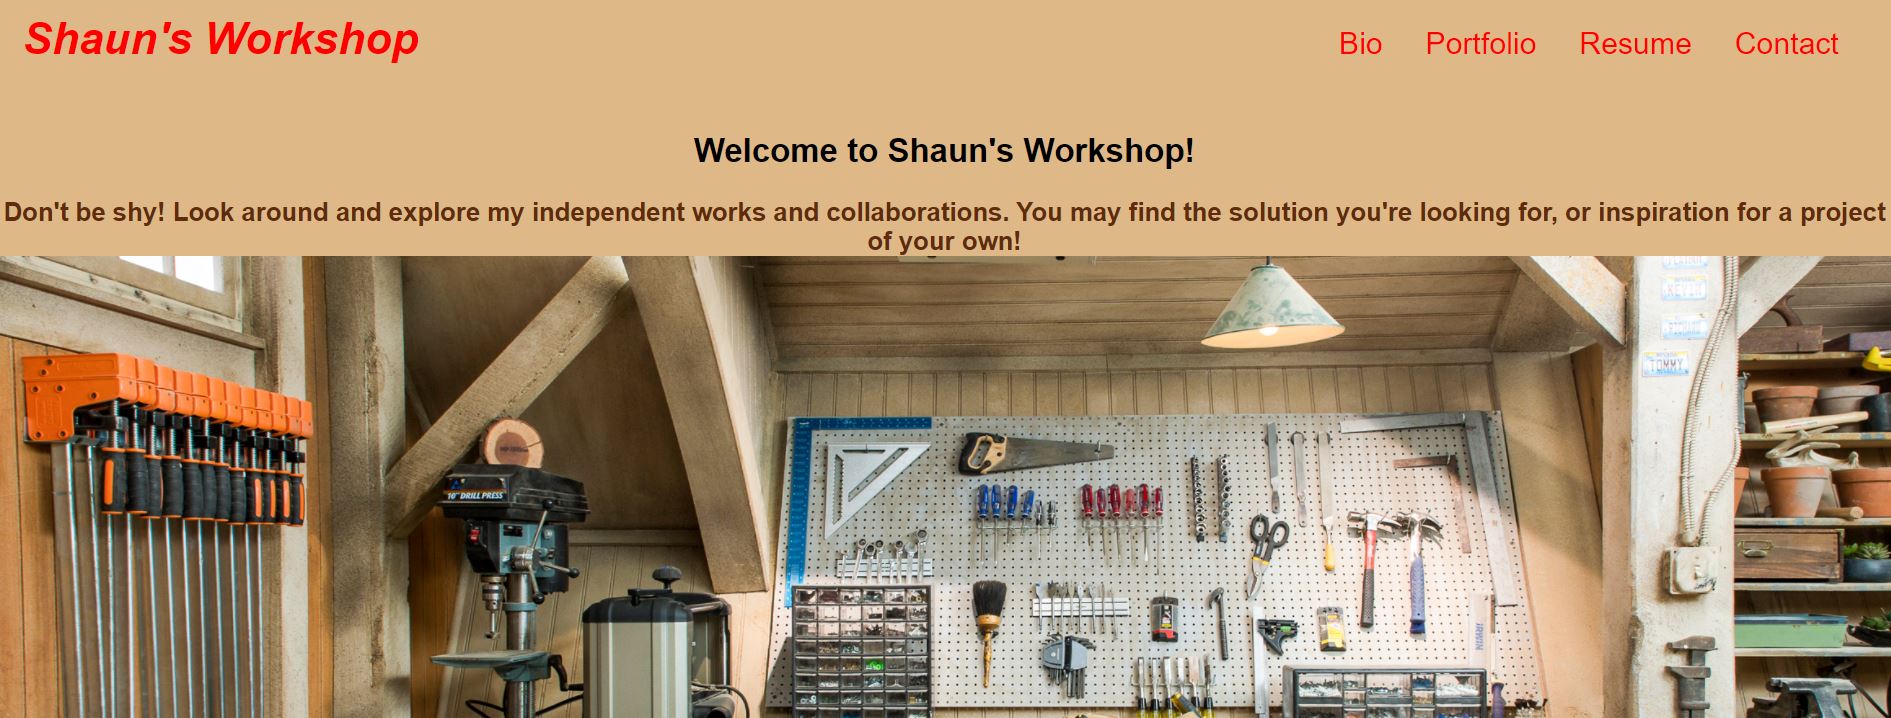 Shaun's Workshop
Bio Portfolio Resume Contact
Welcome to Shaun's Workshop!
Don't be shy! Look around and explore my independent works and collaborations. You may find the solution you're looking for, or inspiration for a project
of your own!
KEVIN
TOMMY
10" DRILL PRESS
IRWIN